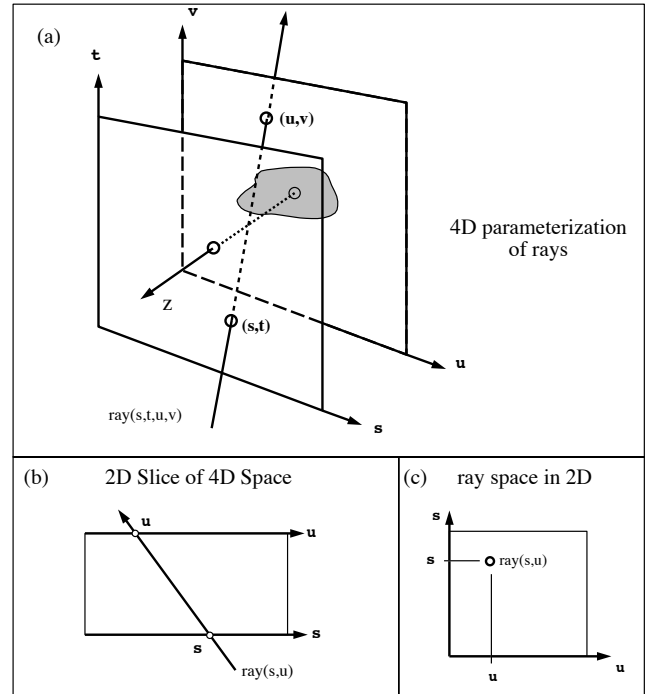 (a)
v
t
(u,v)
4D parameterization
of rays
z
(s,t)
u
ray(s,t,u,v)
s
(b) 2D Slice of 4D Space
u
u
s
s
ray(s,u)
(c) ray space in 2D
s
s
ray(s,u)
u
u